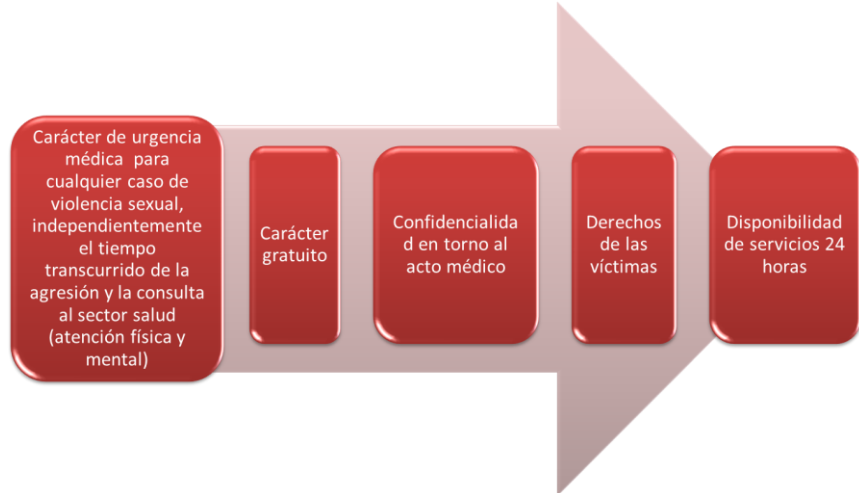 Carácter de urgencia
médica para
cualquier caso de
violencia sexual,
independientemente
el tiempo
transcurrido de la
agresión y la consulta
al sector salud
(atención física y
mental)
Carácter
gratuito
Confidencialida
d en torno al
acto médico
Derechos
de las
víctimas
Disponibilidad
de servicios 24
horas